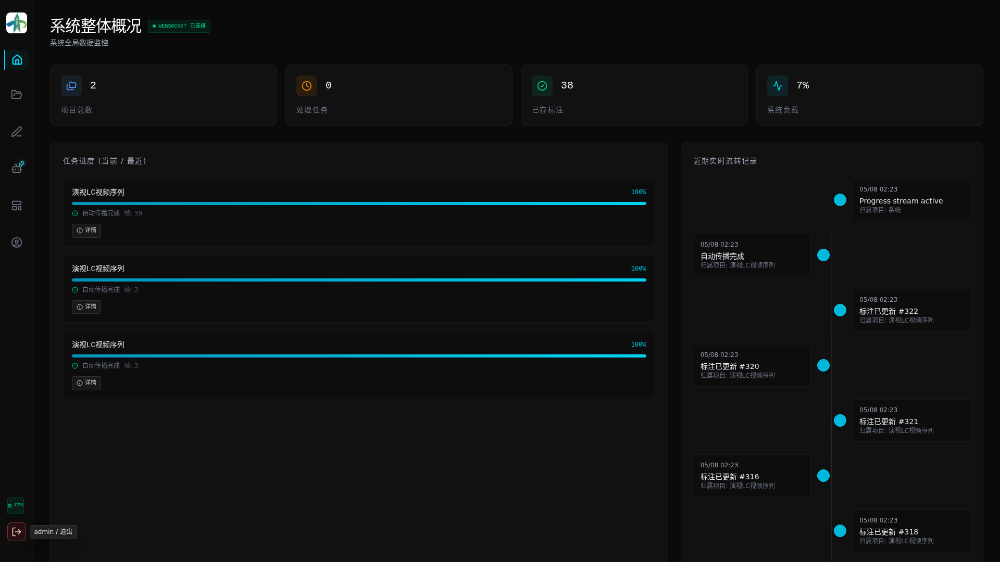 系统整体概况
WEBSOCKET 已连接
系统全局数据监控
2
项目总数
0
处理任务
38
已存标注
7%
系统负载
任务进度 (当前 / 最近)
演视LC视频序列
100%
自动传播完成 帧: 39
详情
演视LC视频序列
100%
自动传播完成 帧: 3
详情
演视LC视频序列
100%
自动传播完成 帧: 3
详情
近期实时流转记录
05/08 02:23
Progress stream active
归属项目: 系统
05/08 02:23
自动传播完成
归属项目: 演视LC视频序列
05/08 02:23
标注已更新 #322
归属项目: 演视LC视频序列
05/08 02:23
标注已更新 #320
归属项目: 演视LC视频序列
05/08 02:23
标注已更新 #321
归属项目: 演视LC视频序列
05/08 02:23
标注已更新 #316
归属项目: 演视LC视频序列
05/08 02:23
标注已更新 #318
归属项目: 演视LC视频序列
GPU
admin / 退出